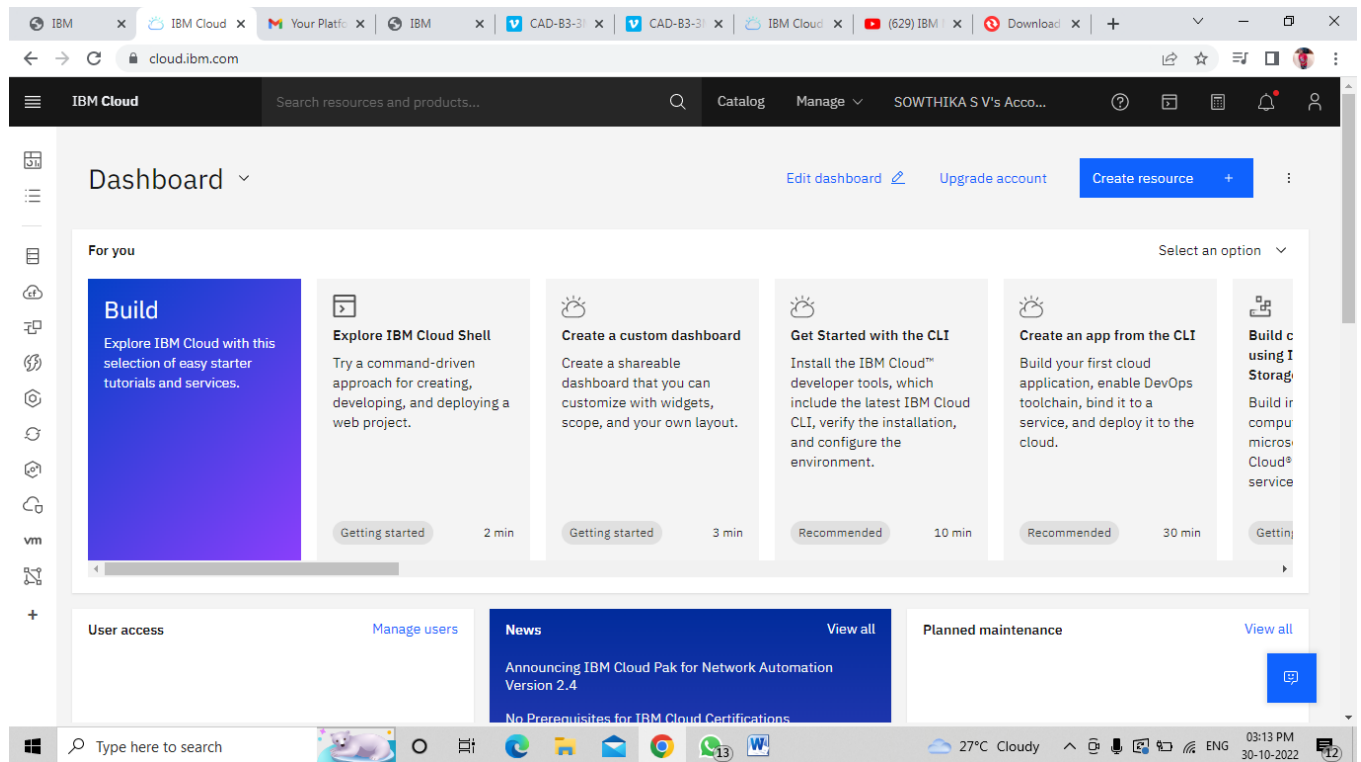 IBM
IBM Cloud
Your Platfo
IBM
CAD-B3-3
CAD-B3-3
IBM Cloud
(629) IBM
Download
cloud.ibm.com
IBM Cloud
Search resources and products...
Catalog
Manage
SOWTHIKA S V's Acco...
Dashboard
Edit dashboard
Upgrade account
Create resource +
For you
Select an option
Build
Explore IBM Cloud with this
selection of easy starter
tutorials and services.
Explore IBM Cloud Shell
Try a command-driven
approach for creating,
developing, and deploying a
web project.
Getting started 2 min
Create a custom dashboard
Create a shareable
dashboard that you can
customize with widgets,
scope, and your own layout.
Getting started 3 min
Get Started with the CLI
Install the IBM Cloud™
developer tools, which
include the latest IBM Cloud
CLI, verify the installation,
and configure the
environment.
Recommended 10 min
Create an app from the CLI
Build your first cloud
application, enable DevOps
toolchain, bind it to a
service, and deploy it to the
cloud.
Recommended 30 min
Build c
using I
Storag
Build in
compu
micros
Cloud®
service
Getting
vm
User access
Manage users
News
View all
Announcing IBM Cloud Pak for Network Automation
Version 2.4
No Prerequisites for IBM Cloud Certifications
Planned maintenance
View all
Type here to search
13
27°C Cloudy
ENG
03:13 PM
30-10-2022
12